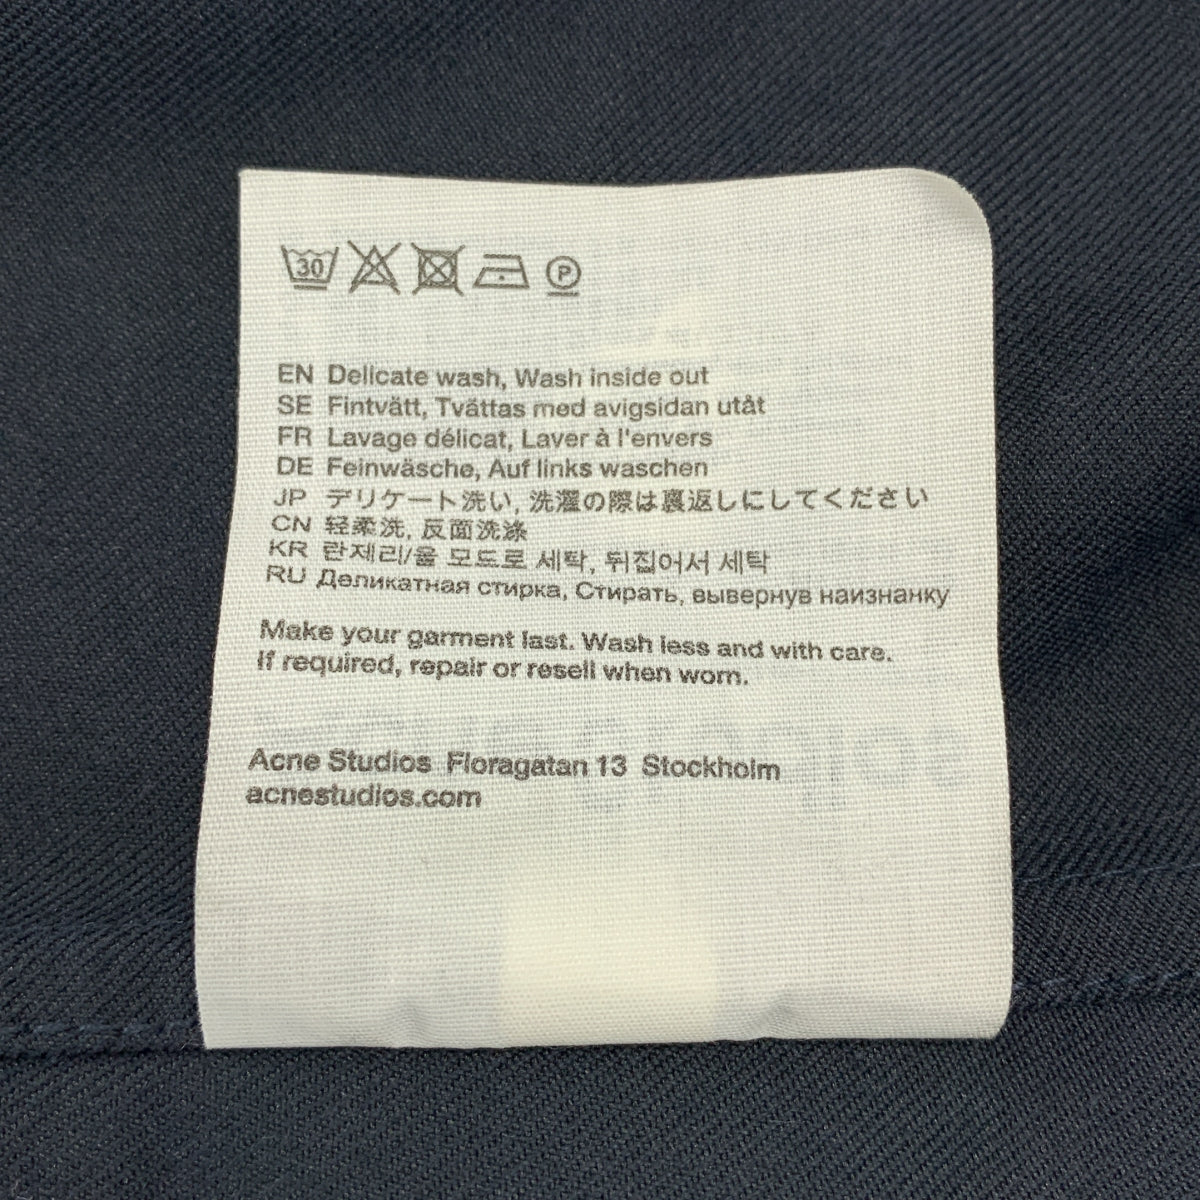 30 P
EN Delicate wash, Wash inside out
SE Fintvätt, Tvättas med avigsidan utåt
FR Lavage délicat, Laver à l'envers
DE Feinwäsche, Auf links waschen
JP デリケート洗い, 洗濯の際は裏返しにしてください
CN 轻柔洗, 反面洗涤
KR 란제리/울 모드로 세탁, 뒤집어서 세탁
RU Деликатная стирка, Стирать, вывернув наизнанку
Make your garment last. Wash less and with care.
If required, repair or resell when worn.
Acne Studios Floragatan 13 Stockholm
acnestudios.com